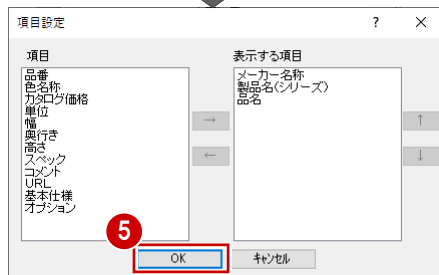 項目設定
? ×
項目
品番
色名称
カタログ価格
単位
幅
奥行き
高さ
スペック
コメント
URL
基本仕様
オプション
→
←
表示する項目
メーカー名称
製品名(シリーズ)
品名
↑
↓
5
OK
キャンセル